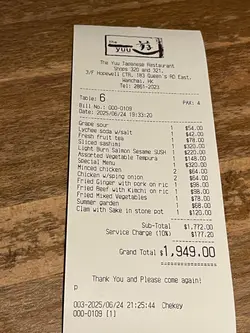 the
yuu
The Yuu Japanese Restaurant
Shops 320 and 321,
3/F Hopewell CTR, 183 Queen's RD East,
Wanchai, HK
Tel: 2861-2023
Table: 6
Bill No.: 000-0109 PAX: 4
Date: 2025/06/24 19:33:20
Grape sour 1 $54.00
Lychee soda w/salt 1 $42.00
Fresh fruit tea 1 $78.00
Sliced sashimi 1 $320.00
Light Burn Salmon Sesame SUSH 1 $220.00
Assorted Vegetable Tempura 1 $148.00
Special Menu 1 $320.00
Minced chicken 2 $64.00
Chicken w/sping onion 2 $64.00
Fried Ginger with pork on ric 1 $98.00
Fried Beef with Kimchi on ric 1 $98.00
Fried Mixed Vegetables 1 $78.00
Summer garden 1 $68.00
Clam with Sake in stone pot 1 $120.00
Sub-Total $1,772.00
Service Charge (10%) $177.20
Grand Total $1,949.00
Thank You and Please come again!
P
003-2025/06/24 21:25:44 Chekey
000-0109 [1]